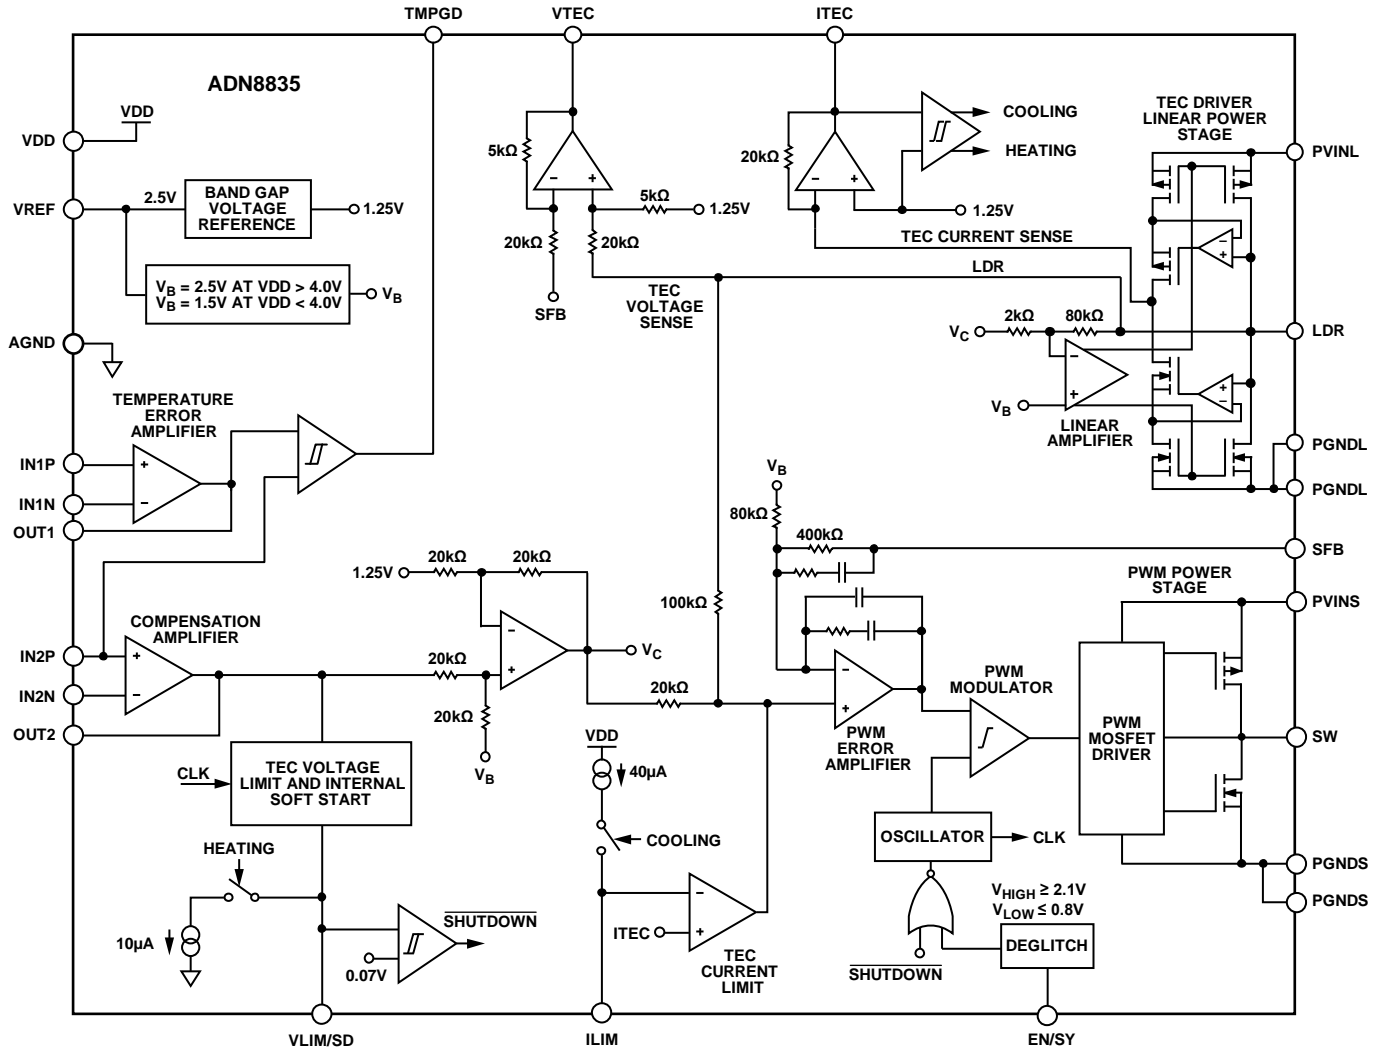 TMPGD
VTEC
ITEC
ADN8835
VDD
VDD
VREF
2.5V
BAND GAP
VOLTAGE
REFERENCE
1.25V
VB = 2.5V AT VDD > 4.0V
VB = 1.5V AT VDD < 4.0V
VB
AGND
5kΩ
5kΩ
1.25V
20kΩ
20kΩ
SFB
TEC
VOLTAGE
SENSE
20kΩ
COOLING
HEATING
1.25V
TEC CURRENT SENSE
LDR
TEC DRIVER
LINEAR POWER
STAGE
PVINL
VC
2kΩ
80kΩ
LDR
VB
LINEAR
AMPLIFIER
PGNDL
PGNDL
TEMPERATURE
ERROR
AMPLIFIER
IN1P
IN1N
OUT1
COMPENSATION
AMPLIFIER
IN2P
IN2N
OUT2
1.25V
20kΩ
20kΩ
20kΩ
20kΩ
VB
VC
100kΩ
20kΩ
VB
80kΩ
400kΩ
SFB
PWM POWER
STAGE
PVINS
PWM
ERROR
AMPLIFIER
PWM
MODULATOR
PWM
MOSFET
DRIVER
SW
CLK
TEC VOLTAGE
LIMIT AND INTERNAL
SOFT START
HEATING
10µA
0.07V
SHUTDOWN
VDD
40µA
COOLING
ITEC
TEC
CURRENT
LIMIT
OSCILLATOR
CLK
VHIGH ≥ 2.1V
VLOW ≤ 0.8V
DEGLITCH
SHUTDOWN
PGNDS
PGNDS
VLIM/SD
ILIM
EN/SY